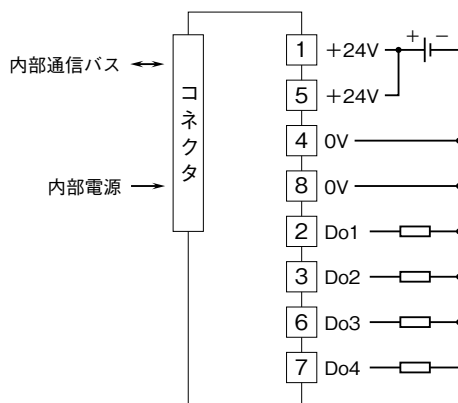 内部通信バス
内部電源
コネクタ
1 +24V + −
5 +24V
4 0V
8 0V
2 Do1
3 Do2
6 Do3
7 Do4